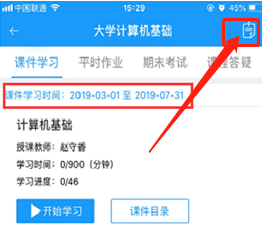 中国联通 15:29 45%
大学计算机基础
课件学习 平时作业 期末考试 课程答疑
课件学习时间：2019-03-01 至 2019-07-31
计算机基础
授课教师：赵守香
学习时间：0/900（分钟）
学习进度：0/46
开始学习 课件目录